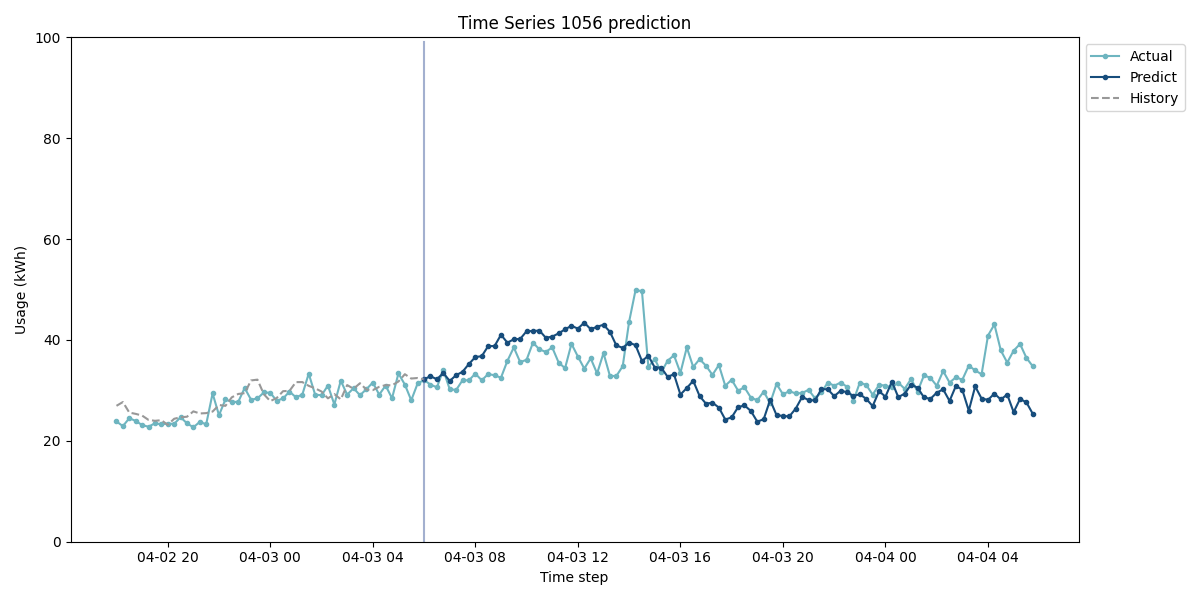 Time Series 1056 prediction
100
80
60
40
20
0
Usage (kWh)
04-02 20
04-03 00
04-03 04
04-03 08
04-03 12
04-03 16
04-03 20
04-04 00
04-04 04
Time step
Actual
Predict
History